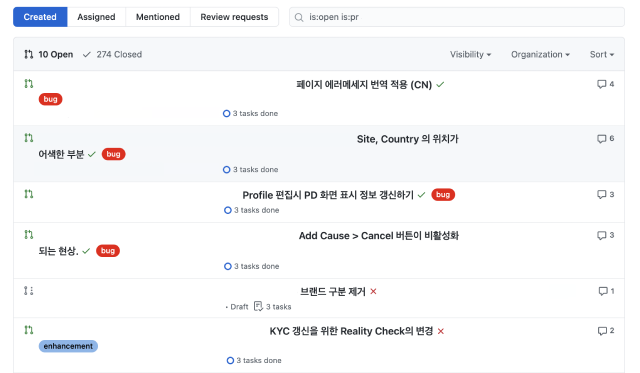 Created Assigned Mentioned Review requests is:open is:pr
10 Open 274 Closed Visibility Organization Sort
페이지 에러메세지 번역 적용 (CN) 4
bug
3 tasks done
Site, Country 의 위치가 6
어색한 부분 bug
3 tasks done
Profile 편집시 PD 화면 표시 정보 갱신하기 bug 3
3 tasks done
Add Cause > Cancel 버튼이 비활성화 3
되는 현상. bug
3 tasks done
브랜드 구분 제거 1
• Draft 3 tasks
KYC 갱신을 위한 Reality Check의 변경 2
enhancement
3 tasks done